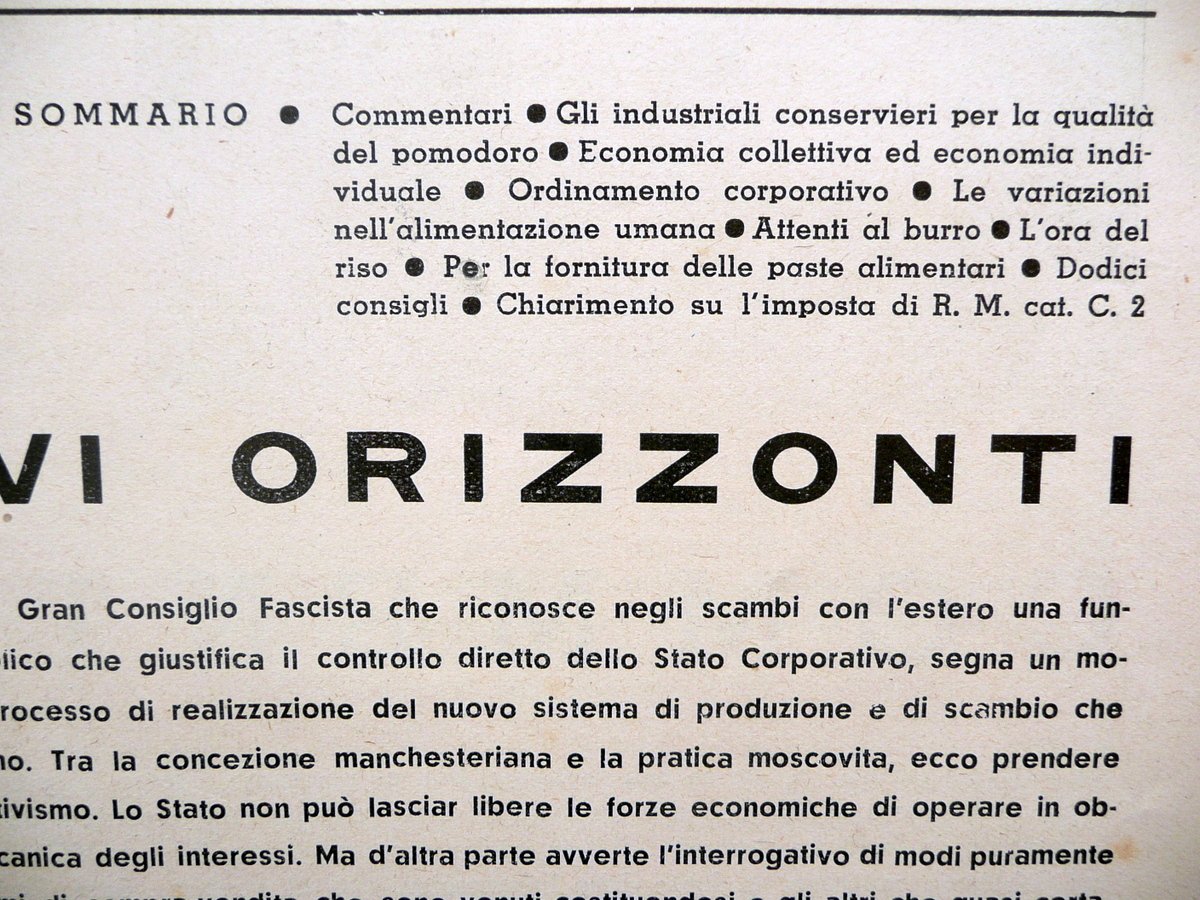 SOMMARIO ● Commentari ● Gli industriali conservieri per la qualità
del pomodoro ● Economia collettiva ed economia indi-
viduale ● Ordinamento corporativo ● Le variazioni
nell'alimentazione umana ● Attenti al burro ● L'ora del
riso ● Per la fornitura delle paste alimentari ● Dodici
consigli ● Chiarimento su l'imposta di R. M. cat. C. 2
VI ORIZZONTI
Gran Consiglio Fascista che riconosce negli scambi con l'estero una fun-
lico che giustifica il controllo diretto dello Stato Corporativo, segna un mo-
rocesso di realizzazione del nuovo sistema di produzione e di scambio che
no. Tra la concezione manchesteriana e la pratica moscovita, ecco prendere
tivismo. Lo Stato non può lasciar libere le forze economiche di operare in ob-
canica degli interessi. Ma d'altra parte avverte l'interrogativo di modi puramente